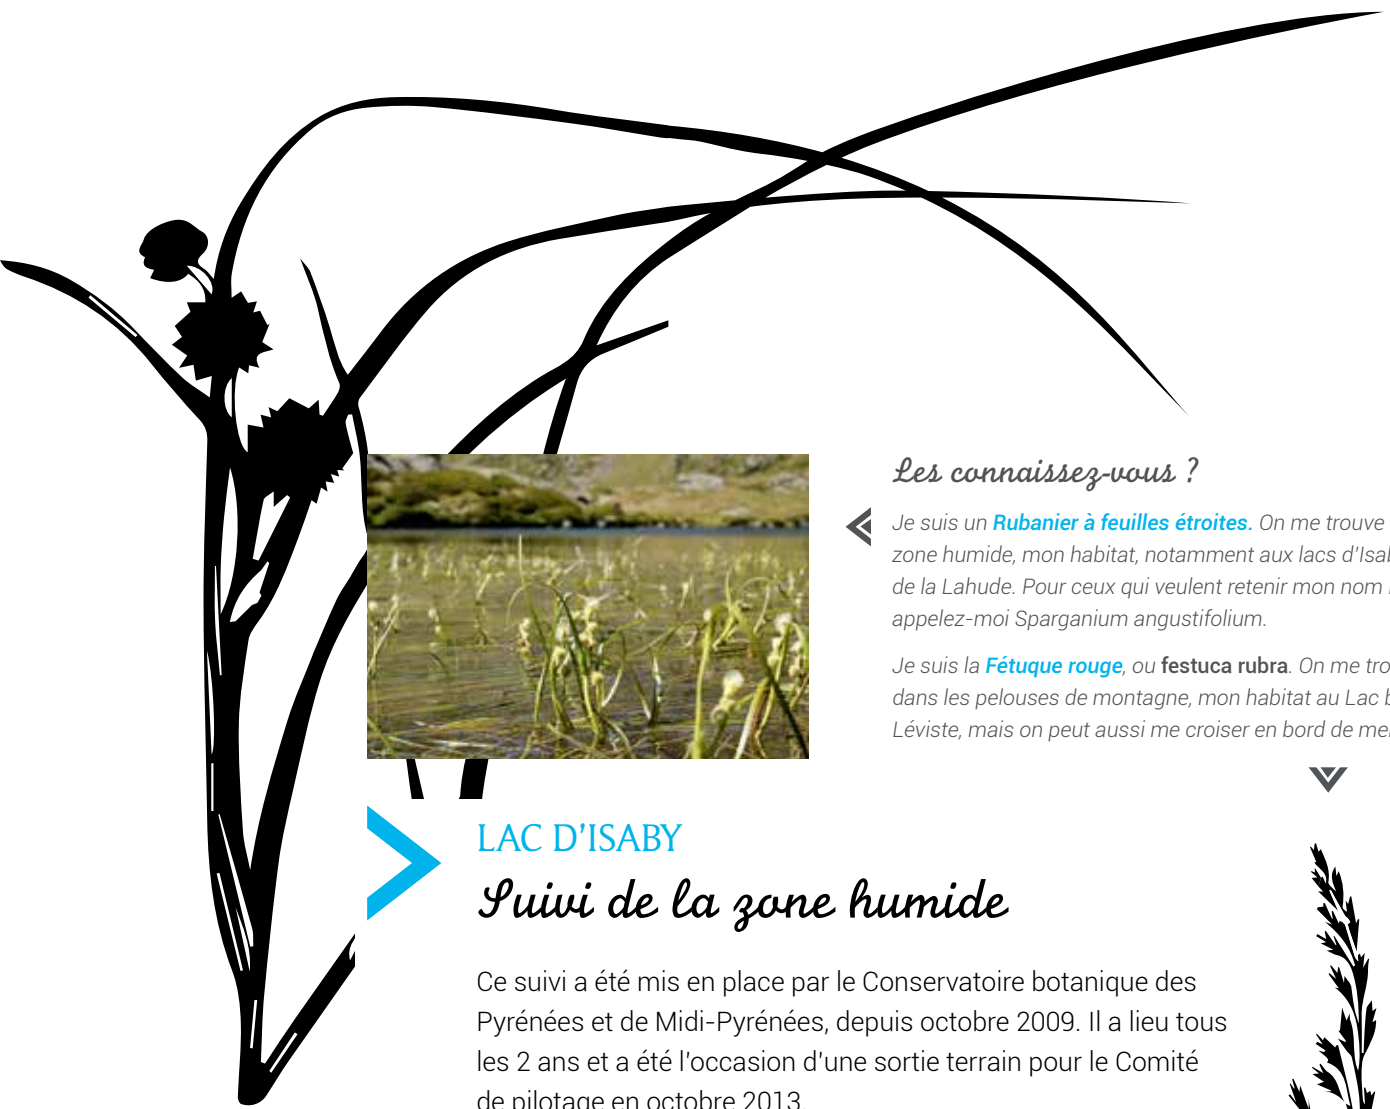 Les connaissez-vous ?
Je suis un Rubanier à feuilles étroites. On me trouve
zone humide, mon habitat, notamment aux lacs d'Isab
de la Lahude. Pour ceux qui veulent retenir mon nom
appelez-moi Sparganium angustifolium.
Je suis la Fétuque rouge, ou festuca rubra. On me tro
dans les pelouses de montagne, mon habitat au Lac b
Léviste, mais on peut aussi me croiser en bord de mer
LAC D'ISABY
Suivi de la zone humide
Ce suivi a été mis en place par le Conservatoire botanique des
Pyrénées et de Midi-Pyrénées, depuis octobre 2009. Il a lieu tous
les 2 ans et a été l'occasion d'une sortie terrain pour le Comité
de pilotage en octobre 2013.